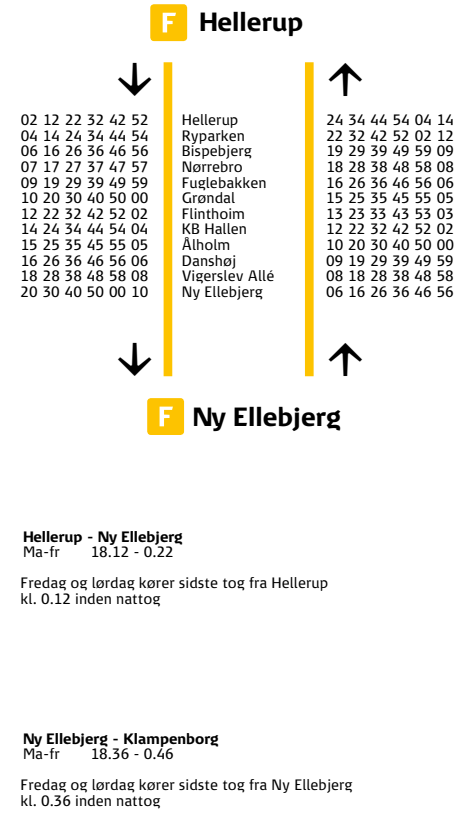 F Hellerup
02 12 22 32 42 52 Hellerup 24 34 44 54 04 14
04 14 24 34 44 54 Ryparken 22 32 42 52 02 12
06 16 26 36 46 56 Bispebjerg 19 29 39 49 59 09
07 17 27 37 47 57 Nørrebro 18 28 38 48 58 08
09 19 29 39 49 59 Fuglebakken 16 26 36 46 56 06
10 20 30 40 50 00 Grøndal 15 25 35 45 55 05
12 22 32 42 52 02 Flinthoim 13 23 33 43 53 03
14 24 34 44 54 04 KB Hallen 12 22 32 42 52 02
15 25 35 45 55 05 Ålholm 10 20 30 40 50 00
16 26 36 46 56 06 Danshøj 09 19 29 39 49 59
18 28 38 48 58 08 Vigerslev Allé 08 18 28 38 48 58
20 30 40 50 00 10 Ny Ellebjerg 06 16 26 36 46 56
F Ny Ellebjerg
Hellerup - Ny Ellebjerg
Ma-fr 18.12 - 0.22
Fredag og lørdag kører sidste tog fra Hellerup
kl. 0.12 inden nattog
Ny Ellebjerg - Klampenborg
Ma-fr 18.36 - 0.46
Fredag og lørdag kører sidste tog fra Ny Ellebjerg
kl. 0.36 inden nattog